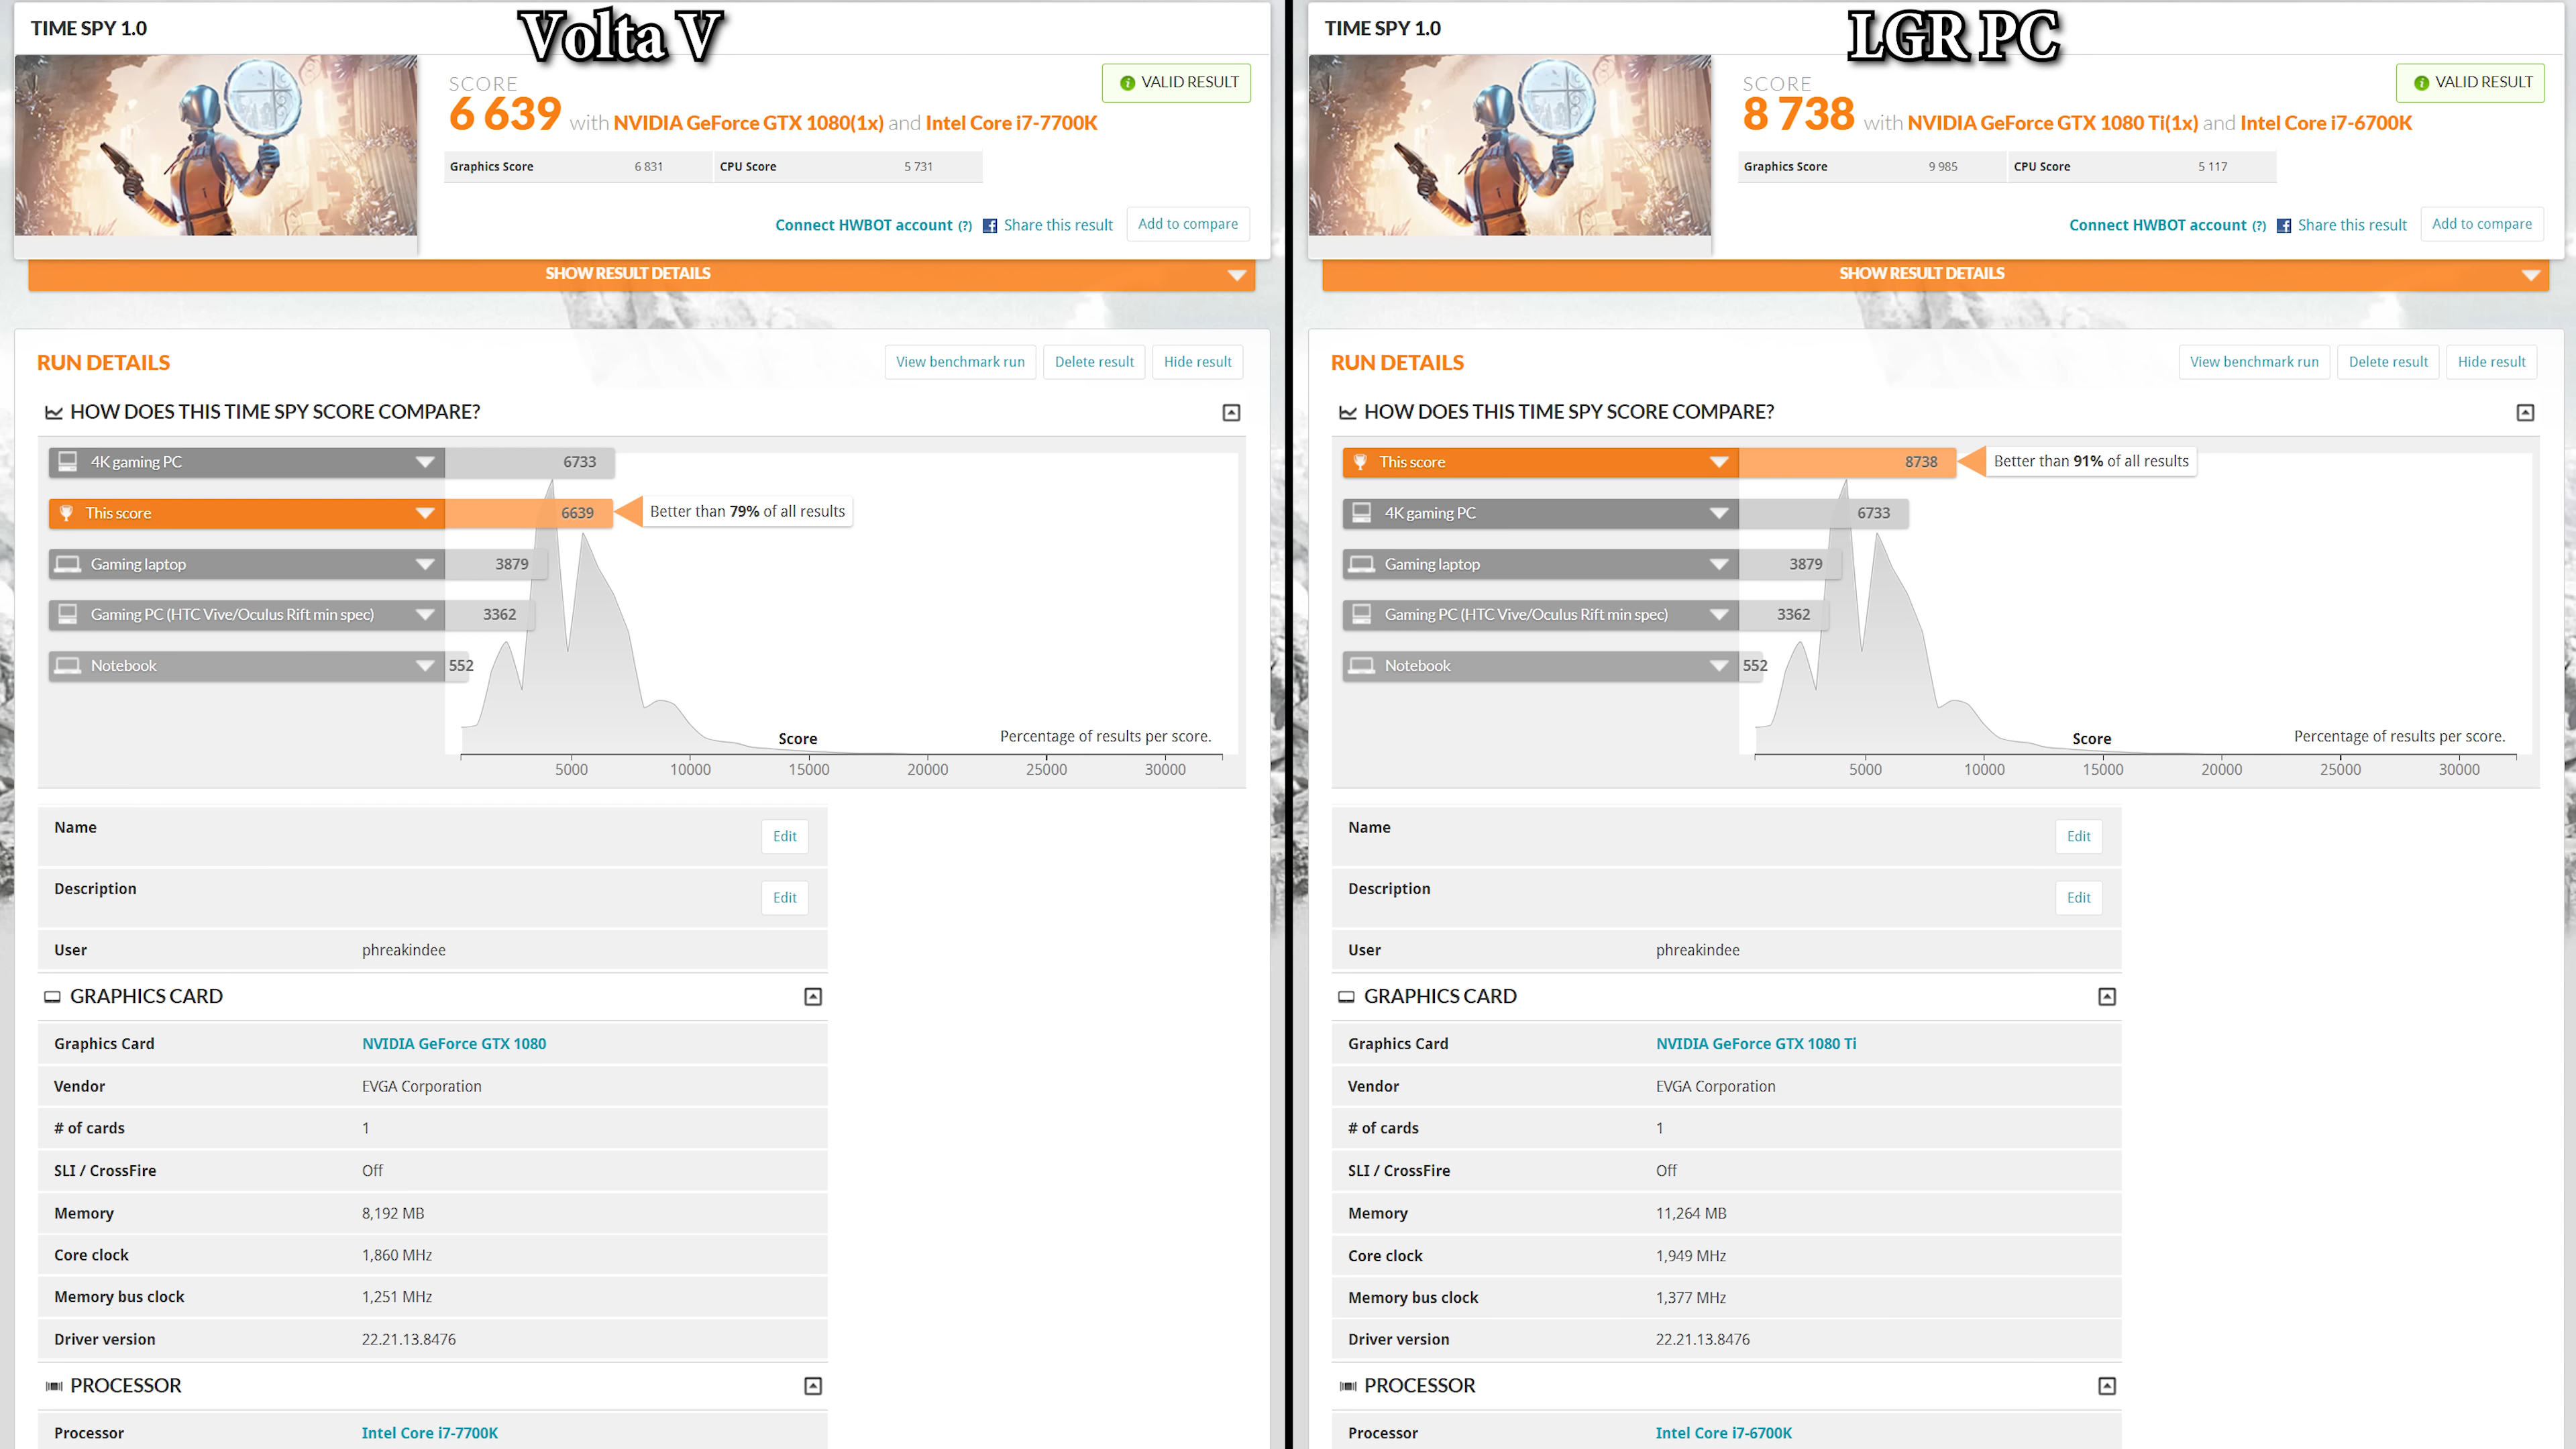 Volta V
TIME SPY 1.0
SCORE
6 639 with NVIDIA GeForce GTX 1080(1x) and Intel Core i7-7700K
VALID RESULT
Graphics Score 6 831 CPU Score 5 731
Connect HWBOT account (?) Share this result Add to compare
SHOW RESULT DETAILS
RUN DETAILS
View benchmark run Delete result Hide result
HOW DOES THIS TIME SPY SCORE COMPARE?
4K gaming PC 6733
This score 6639 Better than 79% of all results
Gaming laptop 3879
Gaming PC (HTC Vive/Oculus Rift min spec) 3362
Notebook 552
Score Percentage of results per score.
5000 10000 15000 20000 25000 30000
Name Edit
Description Edit
User phreakindee
GRAPHICS CARD
Graphics Card NVIDIA GeForce GTX 1080
Vendor EVGA Corporation
# of cards 1
SLI / CrossFire Off
Memory 8,192 MB
Core clock 1,860 MHz
Memory bus clock 1,251 MHz
Driver version 22.21.13.8476
PROCESSOR
Processor Intel Core i7-7700K
LGR PC
TIME SPY 1.0
SCORE
8 738 with NVIDIA GeForce GTX 1080 Ti(1x) and Intel Core i7-6700K
VALID RESULT
Graphics Score 9 985 CPU Score 5 117
Connect HWBOT account (?) Share this result Add to compare
SHOW RESULT DETAILS
RUN DETAILS
View benchmark run Delete result Hide result
HOW DOES THIS TIME SPY SCORE COMPARE?
This score 8738 Better than 91% of all results
4K gaming PC 6733
Gaming laptop 3879
Gaming PC (HTC Vive/Oculus Rift min spec) 3362
Notebook 552
Score Percentage of results per score.
5000 10000 15000 20000 25000 30000
Name Edit
Description Edit
User phreakindee
GRAPHICS CARD
Graphics Card NVIDIA GeForce GTX 1080 Ti
Vendor EVGA Corporation
# of cards 1
SLI / CrossFire Off
Memory 11,264 MB
Core clock 1,949 MHz
Memory bus clock 1,377 MHz
Driver version 22.21.13.8476
PROCESSOR
Processor Intel Core i7-6700K